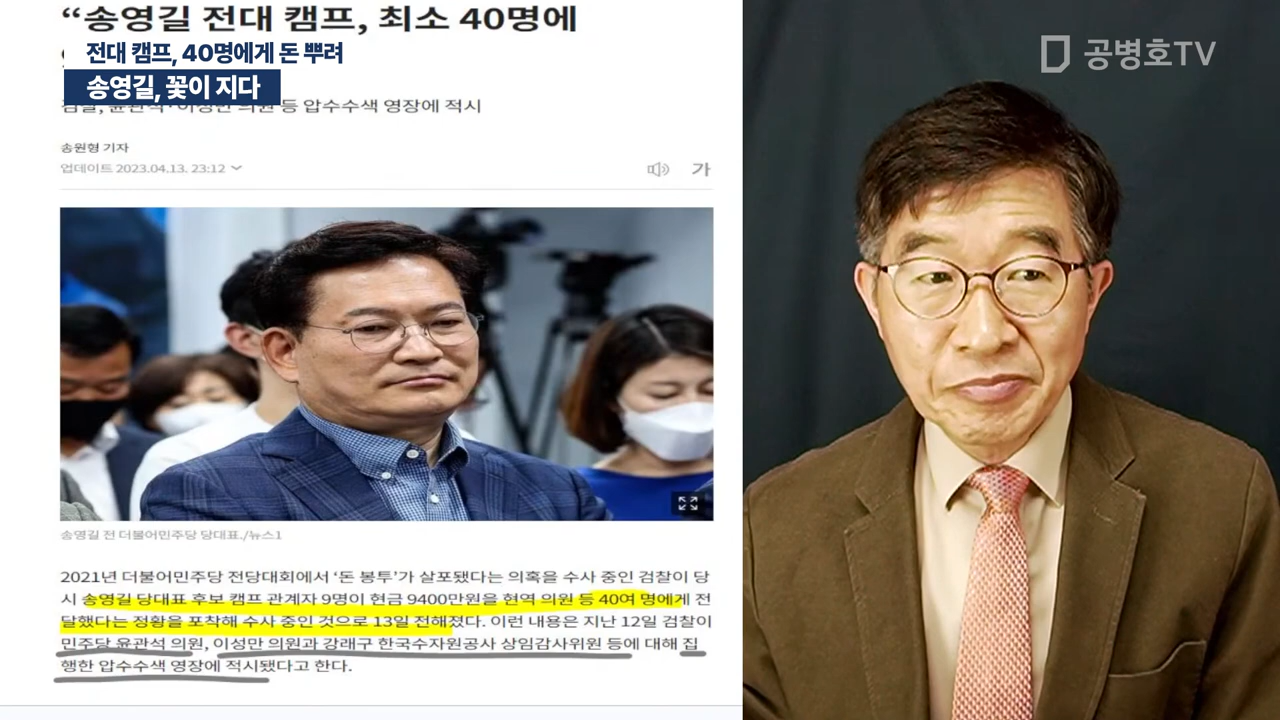 “송영길 전대 캠프, 최소 40명에
전대 캠프, 40명에게 돈 뿌려
송영길, 꽃이 지다
등 압수수색 영장에 적시
송원형 기자
업데이트 2023.04.13. 23:12
가
송영길 전 더불어민주당 당대표./뉴스1
2021년 더불어민주당 전당대회에서 ‘돈 봉투’가 살포됐다는 의혹을 수사 중인 검찰이 당
시 송영길 당대표 후보 캠프 관계자 9명이 현금 9400만원을 현역 의원 등 40여 명에게 전
달했다는 정황을 포착해 수사 중인 것으로 13일 전해졌다. 이런 내용은 지난 12일 검찰이
민주당 윤관석 의원, 이성만 의원과 강래구 한국수자원공사 상임감사위원 등에 대해 집
행한 압수수색 영장에 적시됐다고 한다.
공병호TV